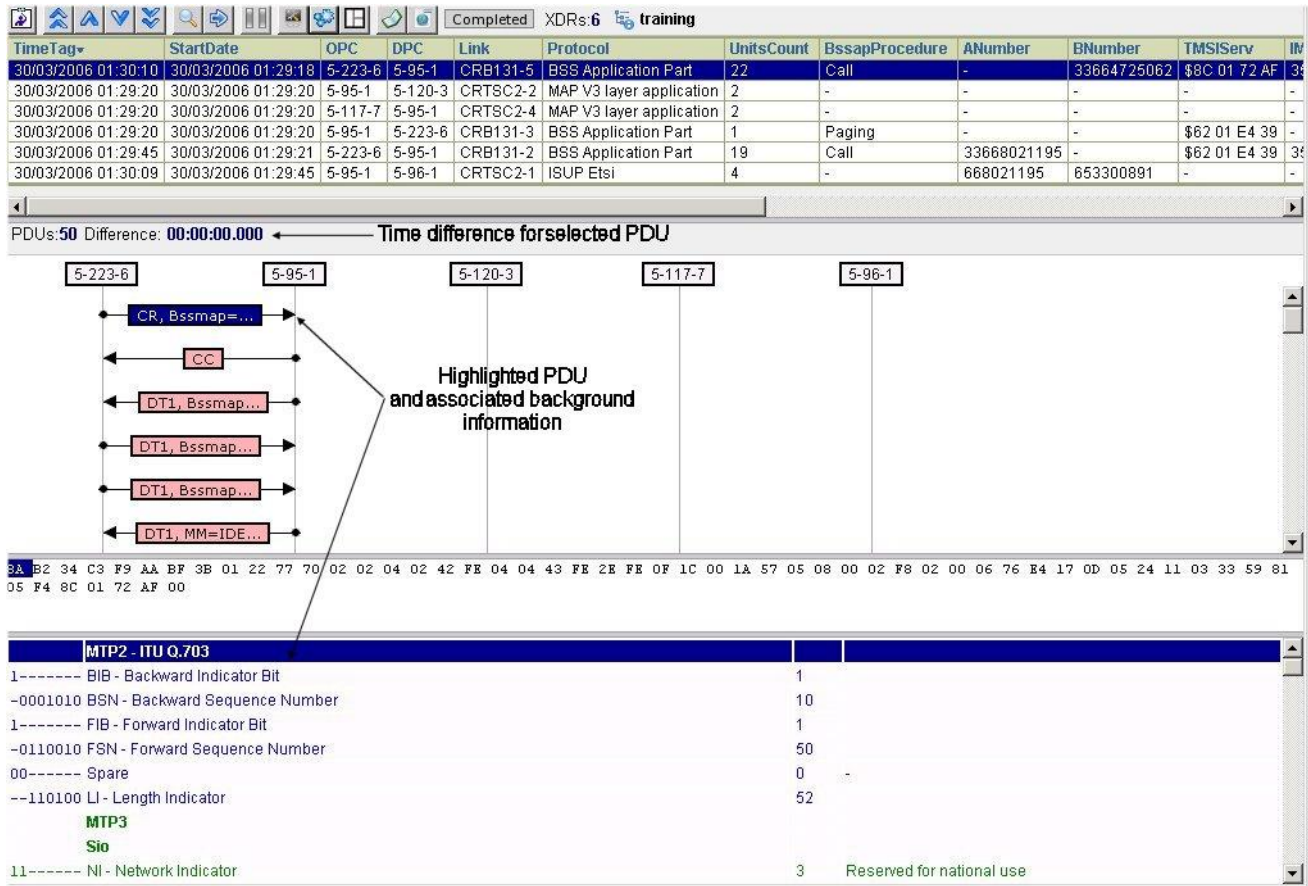 Completed XDRs:6 training
TimeTag StartDate OPC DPC Link Protocol UnitsCount BssapProcedure ANumber BNumber TMSIServ IM
30/03/2006 01:30:10 30/03/2006 01:29:18 5-223-6 5-95-1 CRB131-5 BSS Application Part 22 Call - 33664725062 $8C 01 72 AF 35
30/03/2006 01:29:20 30/03/2006 01:29:20 5-95-1 5-120-3 CRTSC2-2 MAP V3 layer application 2 - - - - -
30/03/2006 01:29:20 30/03/2006 01:29:20 5-117-7 5-95-1 CRTSC2-4 MAP V3 layer application 2 - - - - -
30/03/2006 01:29:20 30/03/2006 01:29:20 5-95-1 5-223-6 CRB131-3 BSS Application Part 1 Paging - - $62 01 E4 39 -
30/03/2006 01:29:45 30/03/2006 01:29:21 5-223-6 5-95-1 CRB131-2 BSS Application Part 19 Call 33668021195 - $62 01 E4 39 35
30/03/2006 01:30:09 30/03/2006 01:29:45 5-95-1 5-96-1 CRTSC2-1 ISUP Etsi 4 - 668021195 653300891 - -
PDUs:50 Difference: 00:00:00.000 Time difference forselected PDU
5-223-6 5-95-1 5-120-3 5-117-7 5-96-1
CR, Bssmap=...
CC
DT1, Bssmap...
DT1, Bssmap...
DT1, Bssmap...
DT1, MM=IDE...
Highlighted PDU
and associated background
information
8A B2 34 C3 F9 AA BF 3B 01 22 77 70 02 02 04 02 42 FE 04 04 43 FE 2E FE 0F 1C 00 1A 57 05 08 00 02 F8 02 00 06 76 E4 17 0D 05 24 11 03 33 59 81
05 F4 8C 01 72 AF 00
MTP2 - ITU Q.703
1------- BIB - Backward Indicator Bit 1
-0001010 BSN - Backward Sequence Number 10
1------- FIB - Forward Indicator Bit 1
-0110010 FSN - Forward Sequence Number 50
00------ Spare 0 -
--110100 LI - Length Indicator 52
MTP3
Sio
11------ NI - Network Indicator 3 Reserved for national use